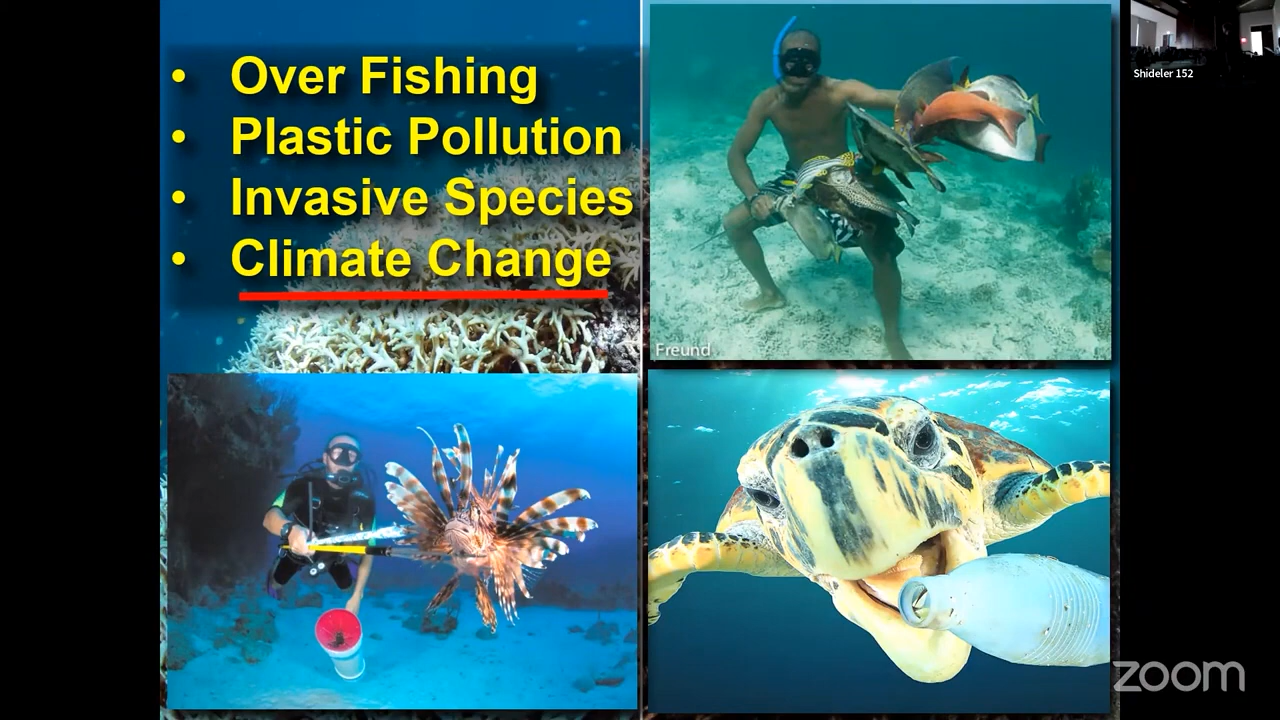 • Over Fishing
• Plastic Pollution
• Invasive Species
• Climate Change
Freund
Shideler 152
zoom